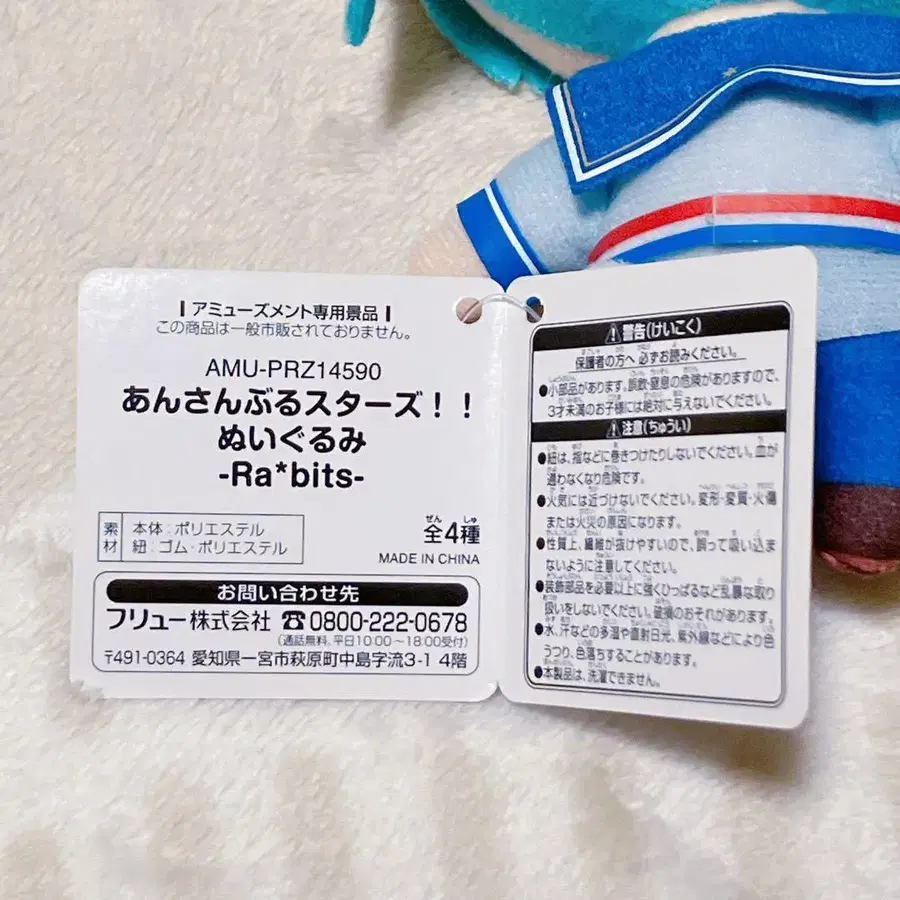 アミューズメント専用景品
この商品は一般市販されておりません。
AMU-PRZ14590
あんさんぶるスターズ！！
ぬいぐるみ
-Ra*bits-
素材
本体：ポリエステル
紐：ゴム・ポリエステル
ぜん しゅ
全4種
MADE IN CHINA
お問い合わせ先
フリュー株式会社 ☎0800-222-0678
(通話無料、平日10:00～18:00受付)
〒491-0364 愛知県一宮市萩原町中島字流3-1 4階
⚠警告(けいこく)
保護者の方へ 必ずお読みください。
●小部品があります。誤飲・窒息の危険がありますので、
3才未満のお子様には絶対に与えないでください。
⚠注意(ちゅうい)
●紐は、指などに巻きつけたりしないでください。血が
通わなくなり危険です。
●火気には近づけないでください。変形・変質・火傷
または火災の原因になります。
●性質上、繊維が抜けやすいので、誤って吸い込ま
ないように注意してください。
●装飾部品を必要以上に強くひっぱるなど乱暴な取り
扱いをしないでください。破損のおそれがあります。
●水、汗などの多湿や直射日光、紫外線などにより色
うつり、色落ちすることがあります。
●本製品は、洗濯できません。